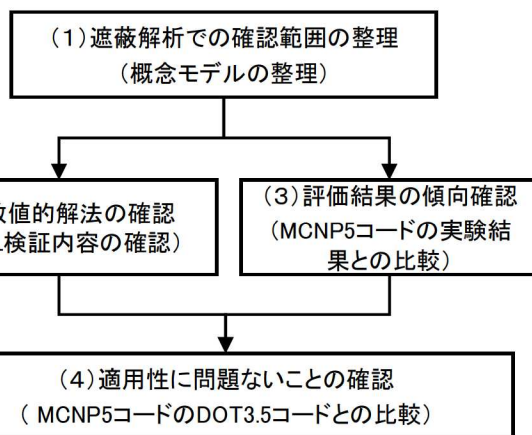 (1)遮蔽解析での確認範囲の整理
(概念モデルの整理)
値的解法の確認
検証内容の確認)
(3)評価結果の傾向確認
(MCNP5コードの実験結
果との比較)
(4)適用性に問題ないことの確認
( MCNP5コードのDOT3.5コードとの比較)